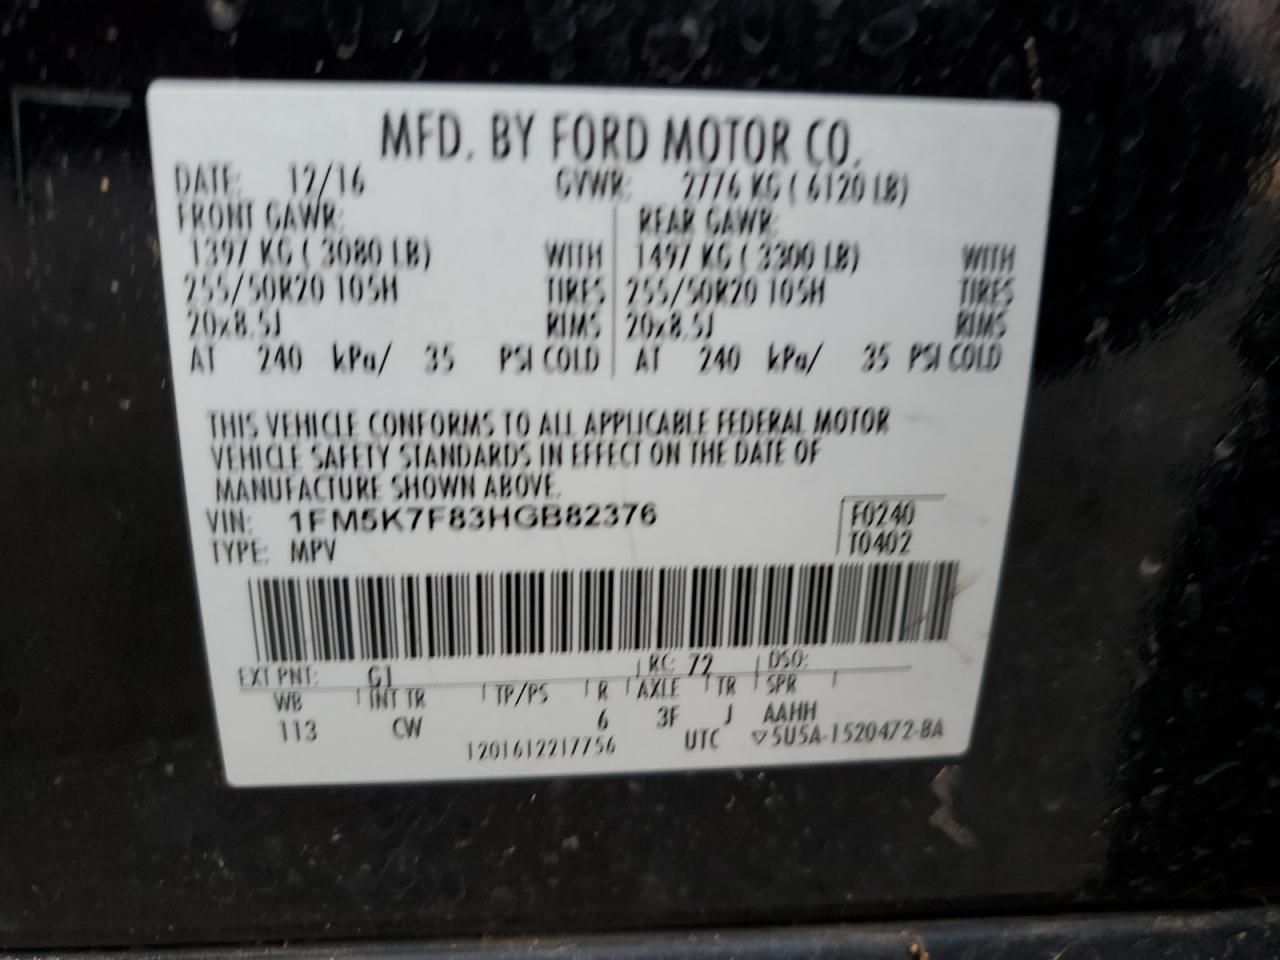 MFD. BY FORD MOTOR CO.
DATE: 12/16 GVWR: 2776 KG ( 6120 LB)
FRONT GAWR: REAR GAWR:
1397 KG ( 3080 LB) WITH 1497 KG ( 3300 LB) WITH
255/50R20 105H TIRES 255/50R20 105H TIRES
20x8.5J RIMS 20x8.5J RIMS
AT 240 kPa/ 35 PSI COLD AT 240 kPa/ 35 PSI COLD
THIS VEHICLE CONFORMS TO ALL APPLICABLE FEDERAL MOTOR
VEHICLE SAFETY STANDARDS IN EFFECT ON THE DATE OF
MANUFACTURE SHOWN ABOVE.
VIN: 1FM5K7F83HGB82376 F0240
TYPE: MPV T0402
EXT PNT: G1 RC: 72 DSO:
WB INT TR TP/PS R AXLE TR SPR
113 CW 6 3F J AAHH
1201612217756 UTC ▽5U5A-1520472-BA